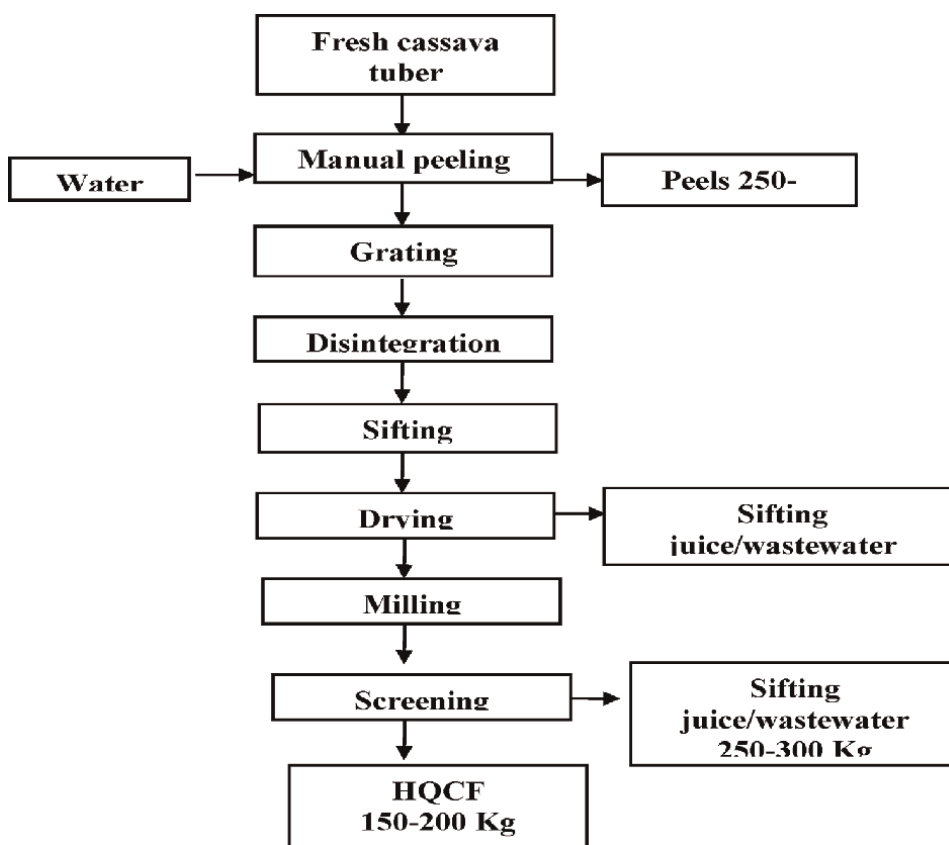 Fresh cassava
tuber
Manual peeling
Water
Peels 250-
Grating
Disintegration
Sifting
Drying
Sifting
juice/wastewater
Milling
Screening
Sifting
juice/wastewater
250-300 Kg
HQCF
150-200 Kg